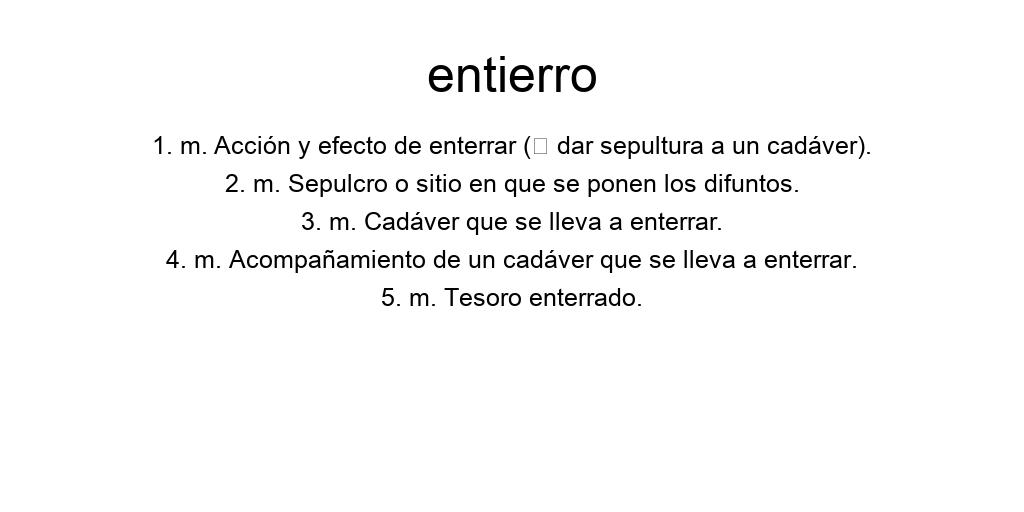 entierro
1. m. Acción y efecto de enterrar (□ dar sepultura a un cadáver).
2. m. Sepulcro o sitio en que se ponen los difuntos.
3. m. Cadáver que se lleva a enterrar.
4. m. Acompañamiento de un cadáver que se lleva a enterrar.
5. m. Tesoro enterrado.